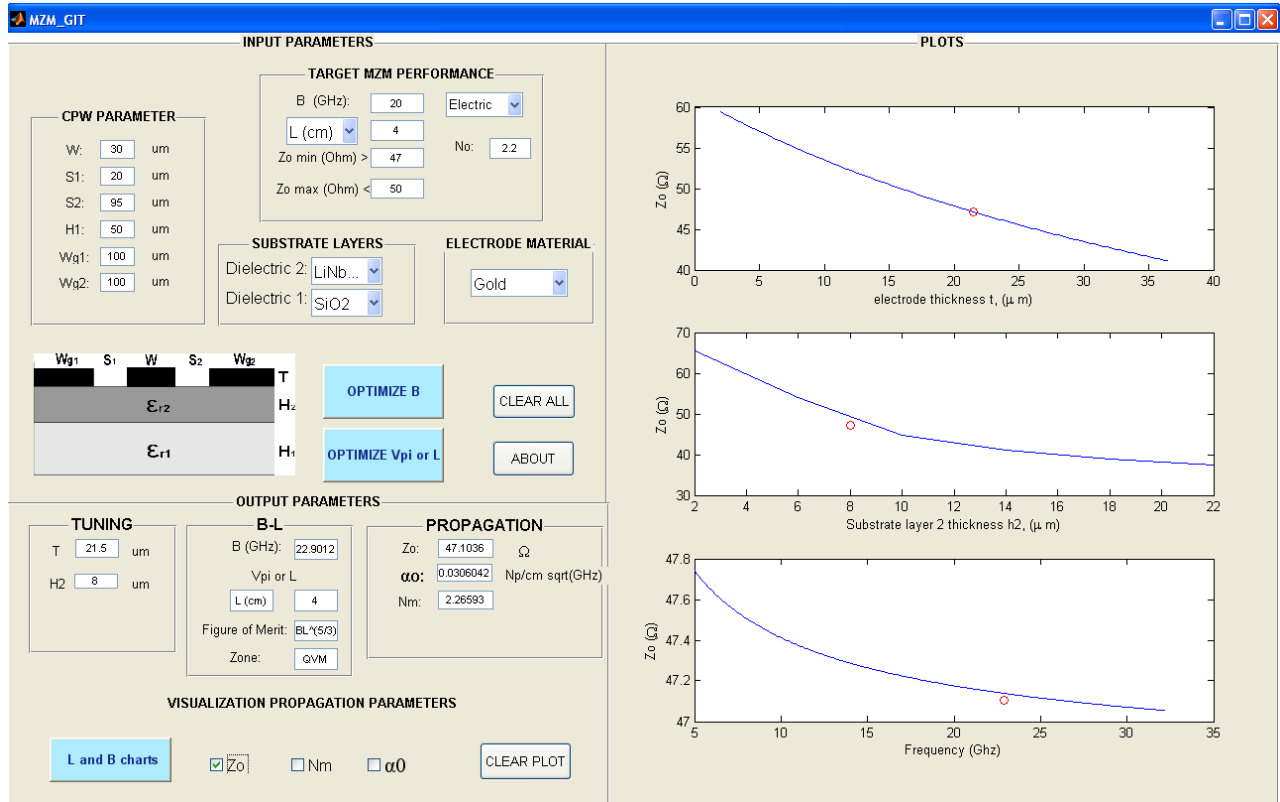 MZM_GIT
INPUT PARAMETERS
TARGET MZM PERFORMANCE
B (GHz): 20 Electric
L (cm) 4
No: 2.2
Zo min (Ohm) > 47
Zo max (Ohm) < 50
CPW PARAMETER
W: 30 um
S1: 20 um
S2: 95 um
H1: 50 um
Wg1: 100 um
Wg2: 100 um
SUBSTRATE LAYERS
Dielectric 2: LiNb...
Dielectric 1: SiO2
ELECTRODE MATERIAL
Gold
Wg1 S1 W S2 Wg2
T
εr2 H2
εr1 H1
OPTIMIZE B
OPTIMIZE Vpi or L
CLEAR ALL
ABOUT
OUTPUT PARAMETERS
TUNING
T 21.5 um
H2 8 um
B-L
B (GHz): 22.9012
Vpi or L
L (cm) 4
Figure of Merit: BL^(5/3)
Zone: QVM
PROPAGATION
Zo: 47.1036 Ω
αo: 0.0306042 Np/cm sqrt(GHz)
Nm: 2.26593
VISUALIZATION PROPAGATION PARAMETERS
L and B charts
Zo
Nm
α0
CLEAR PLOT
PLOTS
60
55
50
45
40
Zo (Ω)
0 5 10 15 20 25 30 35 40
electrode thickness t, (μ m)
70
60
50
40
30
Zo (Ω)
2 4 6 8 10 12 14 16 18 20 22
Substrate layer 2 thickness h2, (μ m)
47.8
47.6
47.4
47.2
47
Zo (Ω)
5 10 15 20 25 30 35
Frequency (Ghz)